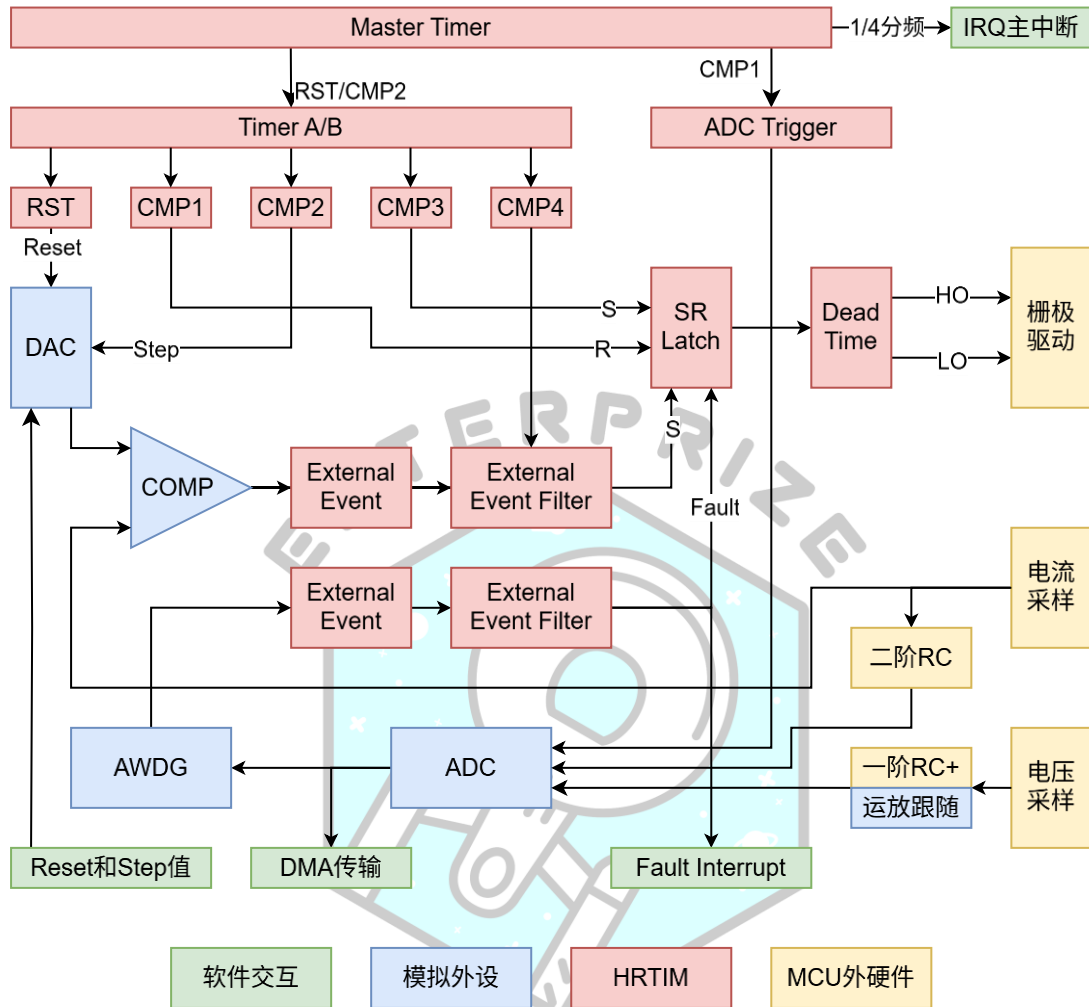 Master Timer
1/4分频
IRQ主中断
RST/CMP2
CMP1
Timer A/B
ADC Trigger
RST
CMP1
CMP2
CMP3
CMP4
Reset
DAC
Step
S
R
SR
Latch
Dead
Time
HO
LO
栅极
驱动
ENTERPRIZE
S
COMP
External
Event
External
Event Filter
Fault
电流
采样
External
Event
External
Event Filter
二阶RC
AWDG
ADC
一阶RC+
运放跟随
电压
采样
Reset和Step值
DMA传输
Fault Interrupt
软件交互
模拟外设
HRTIM
MCU外硬件